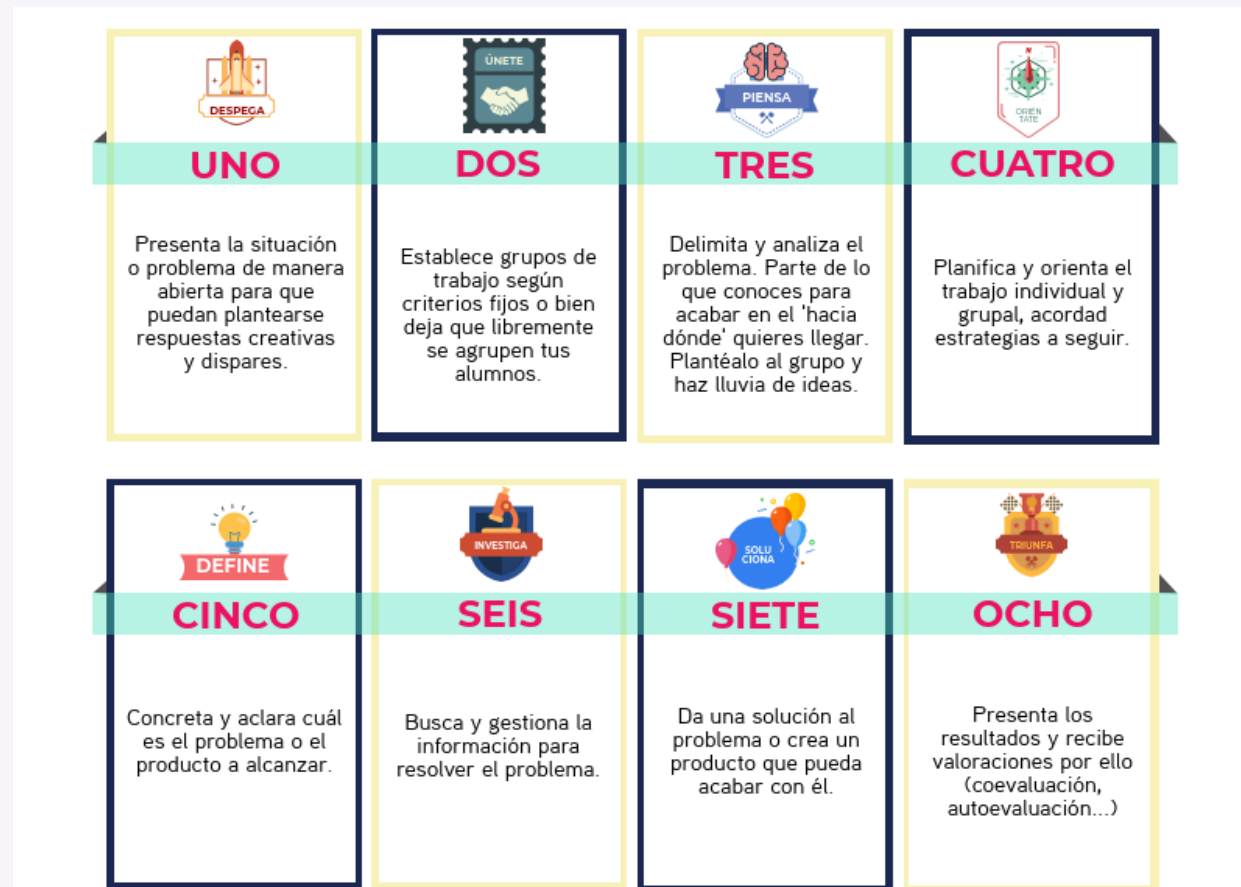 DESPEGA
UNO
Presenta la situación
o problema de manera
abierta para que
puedan plantearse
respuestas creativas
y dispares.
ÚNETE
DOS
Establece grupos de
trabajo según
criterios fijos o bien
deja que libremente
se agrupen tus
alumnos.
PIENSA
TRES
Delimita y analiza el
problema. Parte de lo
que conoces para
acabar en el 'hacia
dónde' quieres llegar.
Plantéalo al grupo y
haz lluvia de ideas.
N
ORIÉN
TATE
CUATRO
Planifica y orienta el
trabajo individual y
grupal, acordad
estrategias a seguir.
DEFINE
CINCO
Concreta y aclara cuál
es el problema o el
producto a alcanzar.
INVESTIGA
SEIS
Busca y gestiona la
información para
resolver el problema.
SOLU
CIONA
SIETE
Da una solución al
problema o crea un
producto que pueda
acabar con él.
TRIUNFA
OCHO
Presenta los
resultados y recibe
valoraciones por ello
(coevaluación,
autoevaluación...)